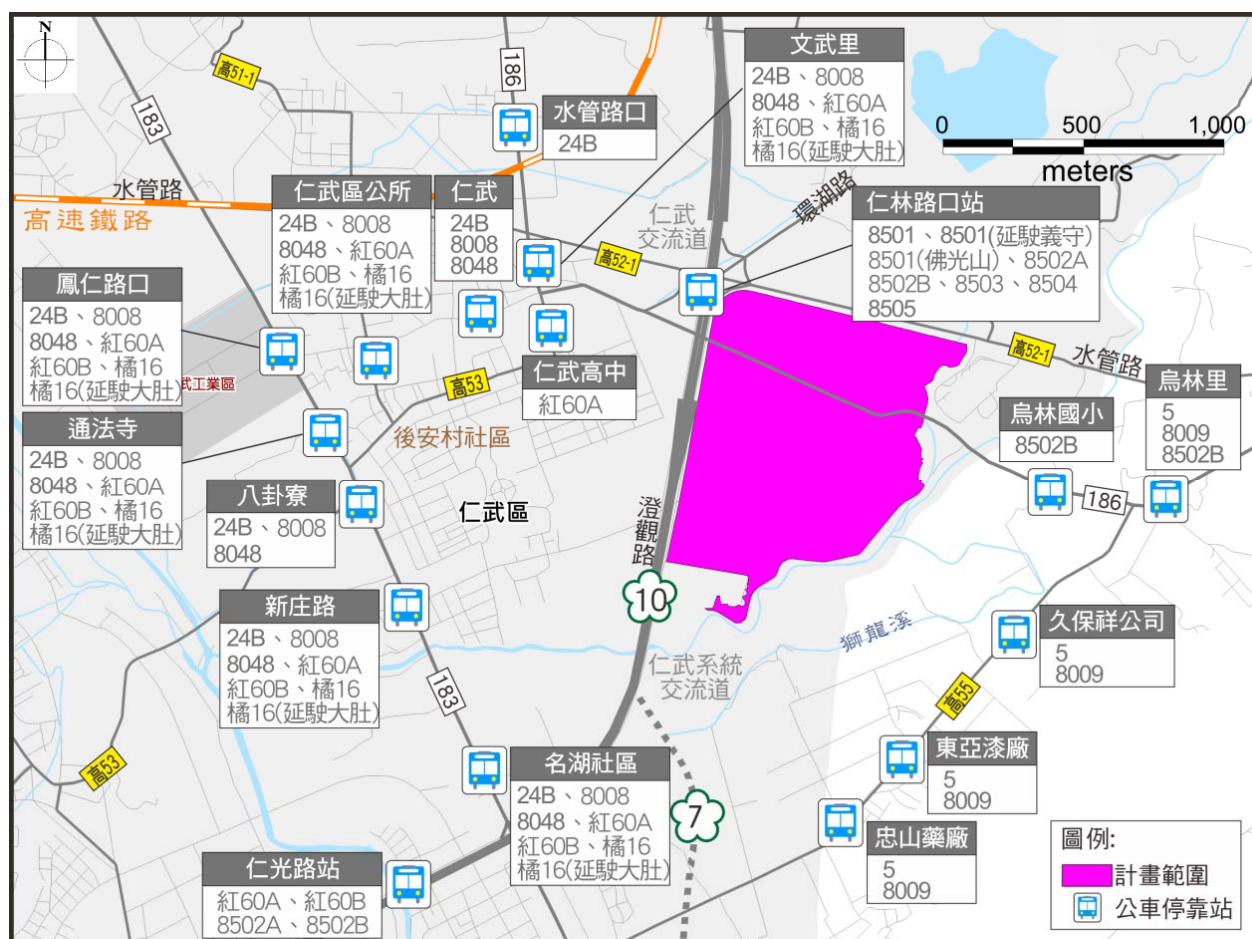 N
高51-1
186
183
水管路口
24B
文武里
24B、8008
8048、紅60A
紅60B、橘16
橘16(延駛大肚)
0 500 1,000
meters
水管路
高速鐵路
仁武區公所
24B、8008
8048、紅60A
紅60B、橘16
橘16(延駛大肚)
仁武
24B
8008
8048
仁武
交流道
環湖路
仁林路口站
8501、8501(延駛義守)
8501(佛光山)、8502A
8502B、8503、8504
8505
高52-1
鳳仁路口
24B、8008
8048、紅60A
紅60B、橘16
橘16(延駛大肚)
武工業區
高53
仁武高中
紅60A
高52-1
水管路
烏林里
5
8009
8502B
烏林國小
8502B
186
通法寺
24B、8008
8048、紅60A
紅60B、橘16
橘16(延駛大肚)
後安村社區
八卦寮
24B、8008
8048
仁武區
澄觀路
10
新庄路
24B、8008
8048、紅60A
紅60B、橘16
橘16(延駛大肚)
183
仁武系統
交流道
獅龍溪
久保祥公司
5
8009
高55
高53
名湖社區
24B、8008
8048、紅60A
紅60B、橘16
橘16(延駛大肚)
7
東亞漆廠
5
8009
忠山藥廠
5
8009
仁光路站
紅60A、紅60B
8502A、8502B
圖例:
計畫範圍
公車停靠站